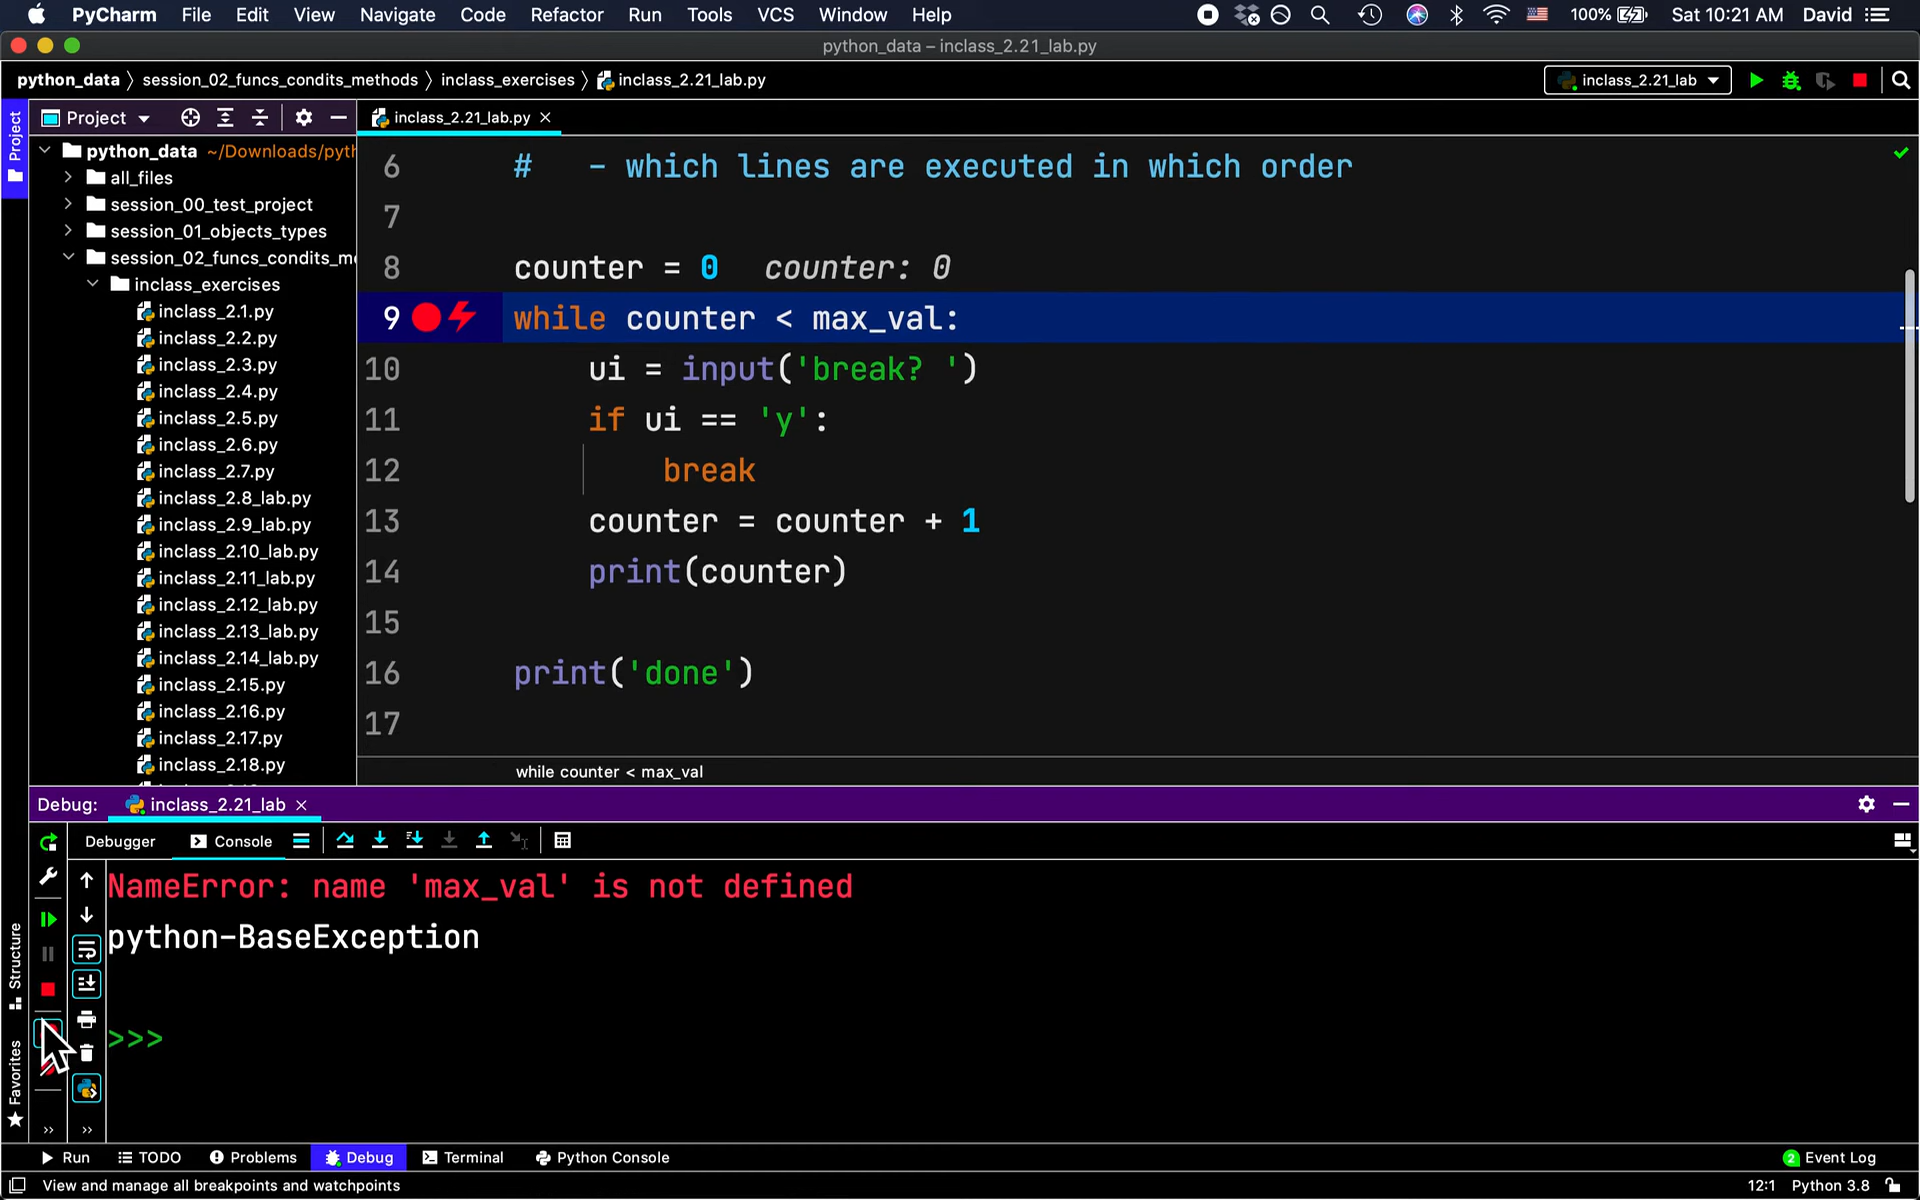 PyCharm File Edit View Navigate Code Refactor Run Tools VCS Window Help 100% Sat 10:21 AM David
python_data – inclass_2.21_lab.py
python_data session_02_funcs_condits_methods inclass_exercises inclass_2.21_lab.py inclass_2.21_lab
Project
Project
inclass_2.21_lab.py
python_data ~/Downloads/pyth
all_files
session_00_test_project
session_01_objects_types
session_02_funcs_condits_m
inclass_exercises
inclass_2.1.py
inclass_2.2.py
inclass_2.3.py
inclass_2.4.py
inclass_2.5.py
inclass_2.6.py
inclass_2.7.py
inclass_2.8_lab.py
inclass_2.9_lab.py
inclass_2.10_lab.py
inclass_2.11_lab.py
inclass_2.12_lab.py
inclass_2.13_lab.py
inclass_2.14_lab.py
inclass_2.15.py
inclass_2.16.py
inclass_2.17.py
inclass_2.18.py
6 #   - which lines are executed in which order
7
8 counter = 0 counter: 0
9 while counter < max_val:
10 ui = input('break? ')
11 if ui == 'y':
12 break
13 counter = counter + 1
14 print(counter)
15
16 print('done')
17
while counter < max_val
Debug: inclass_2.21_lab
Debugger Console
NameError: name 'max_val' is not defined
python-BaseException
>>>
Structure
Favorites
Run TODO Problems Debug Terminal Python Console 2 Event Log
View and manage all breakpoints and watchpoints 12:1 Python 3.8